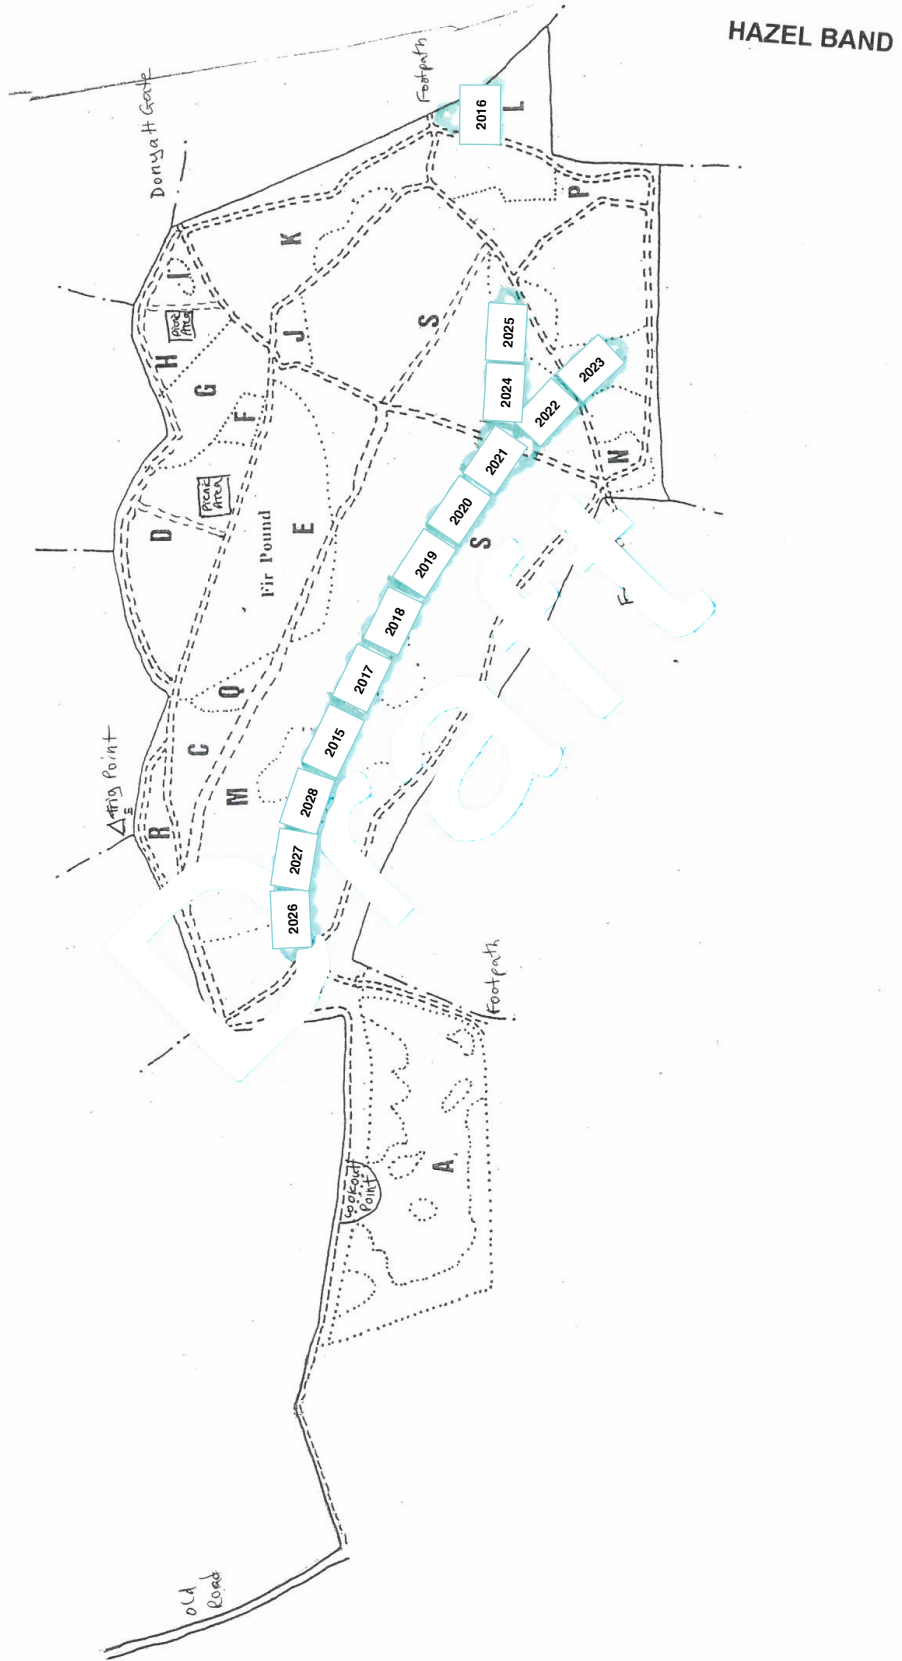 HAZEL BAND
Footpath
Donyatt Gate
2016
L
P
K
I
Picnic
Area
H
J
S
G
F
2025
2024
2023
2022
2021
N
Picnic
Area
D
Fir Pound
E
2020
S
2019
F
2018
2017
Q
C
2015
Trig Point
M
2028
R
2027
2026
Draft
Footpath
Lookout
Point
A
Old
Road